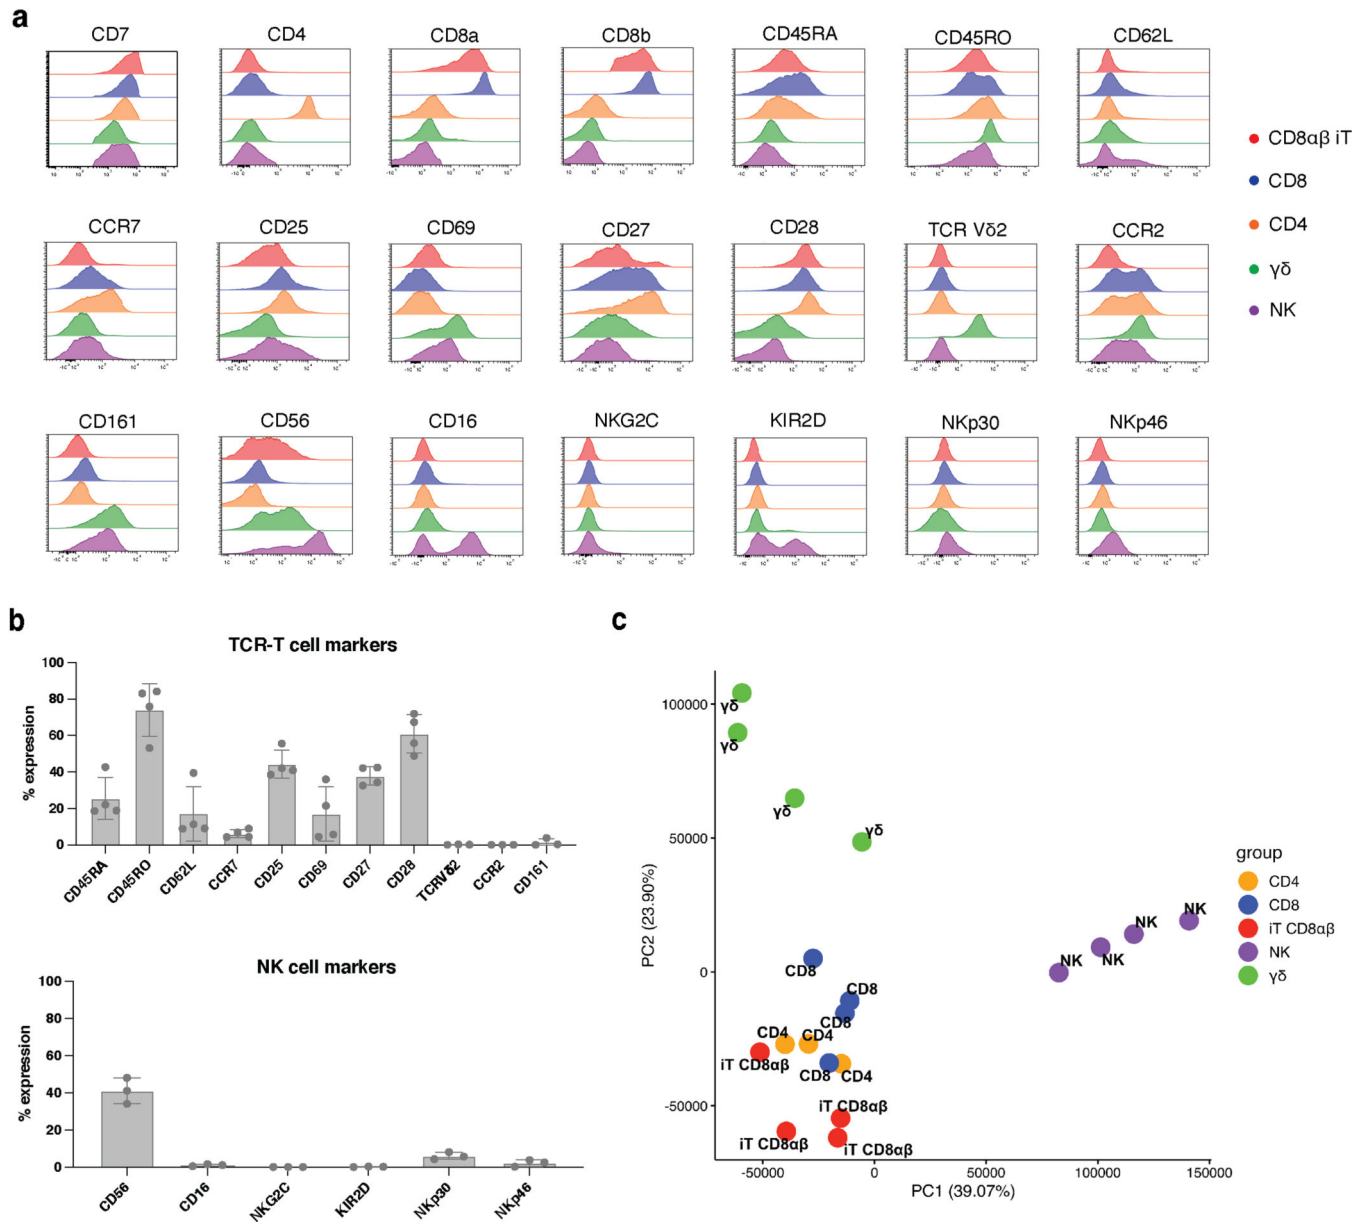 a
CD7 CD4 CD8a CD8b CD45RA CD45RO CD62L
CD8αβ iT
CD8
CD4
γδ
NK
CCR7 CD25 CD69 CD27 CD28 TCR Vδ2 CCR2
CD161 CD56 CD16 NKG2C KIR2D NKp30 NKp46
b
TCR-T cell markers
% expression
100
80
60
40
20
0
CD45RA CD45RO CD62L CCR7 CD25 CD69 CD27 CD28 TCRVδ2 CCR2 CD161
NK cell markers
% expression
100
80
60
40
20
0
CD56 CD16 NKG2C KIR2D NKp30 NKp46
c
PC2 (23.90%)
100000
50000
0
-50000
γδ
γδ
γδ
γδ
NK
NK
NK
NK
CD8
CD8
CD8
CD4
CD4
iT CD8αβ
CD8
CD4
iT CD8αβ
iT CD8αβ
iT CD8αβ
-50000 0 50000 100000 150000
PC1 (39.07%)
group
CD4
CD8
iT CD8αβ
NK
γδ